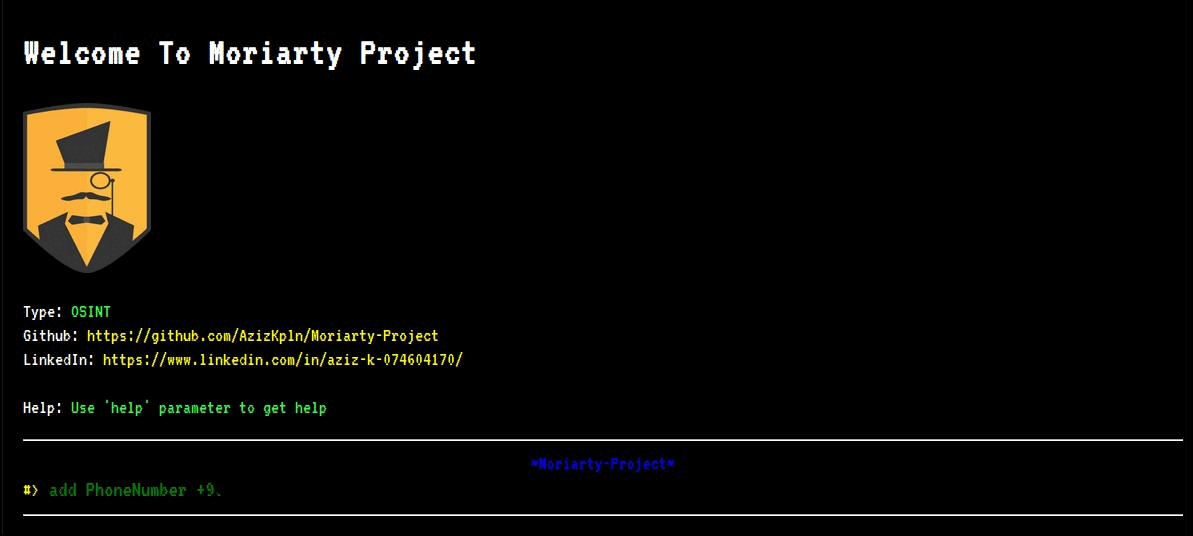 Welcome To Moriarty Project
Type: OSINT
Github: https://github.com/AzizKpln/Moriarty-Project
LinkedIn: https://www.linkedin.com/in/aziz-k-074604170/
Help: Use 'help' parameter to get help
*Moriarty-Project*
#> add PhoneNumber +9.